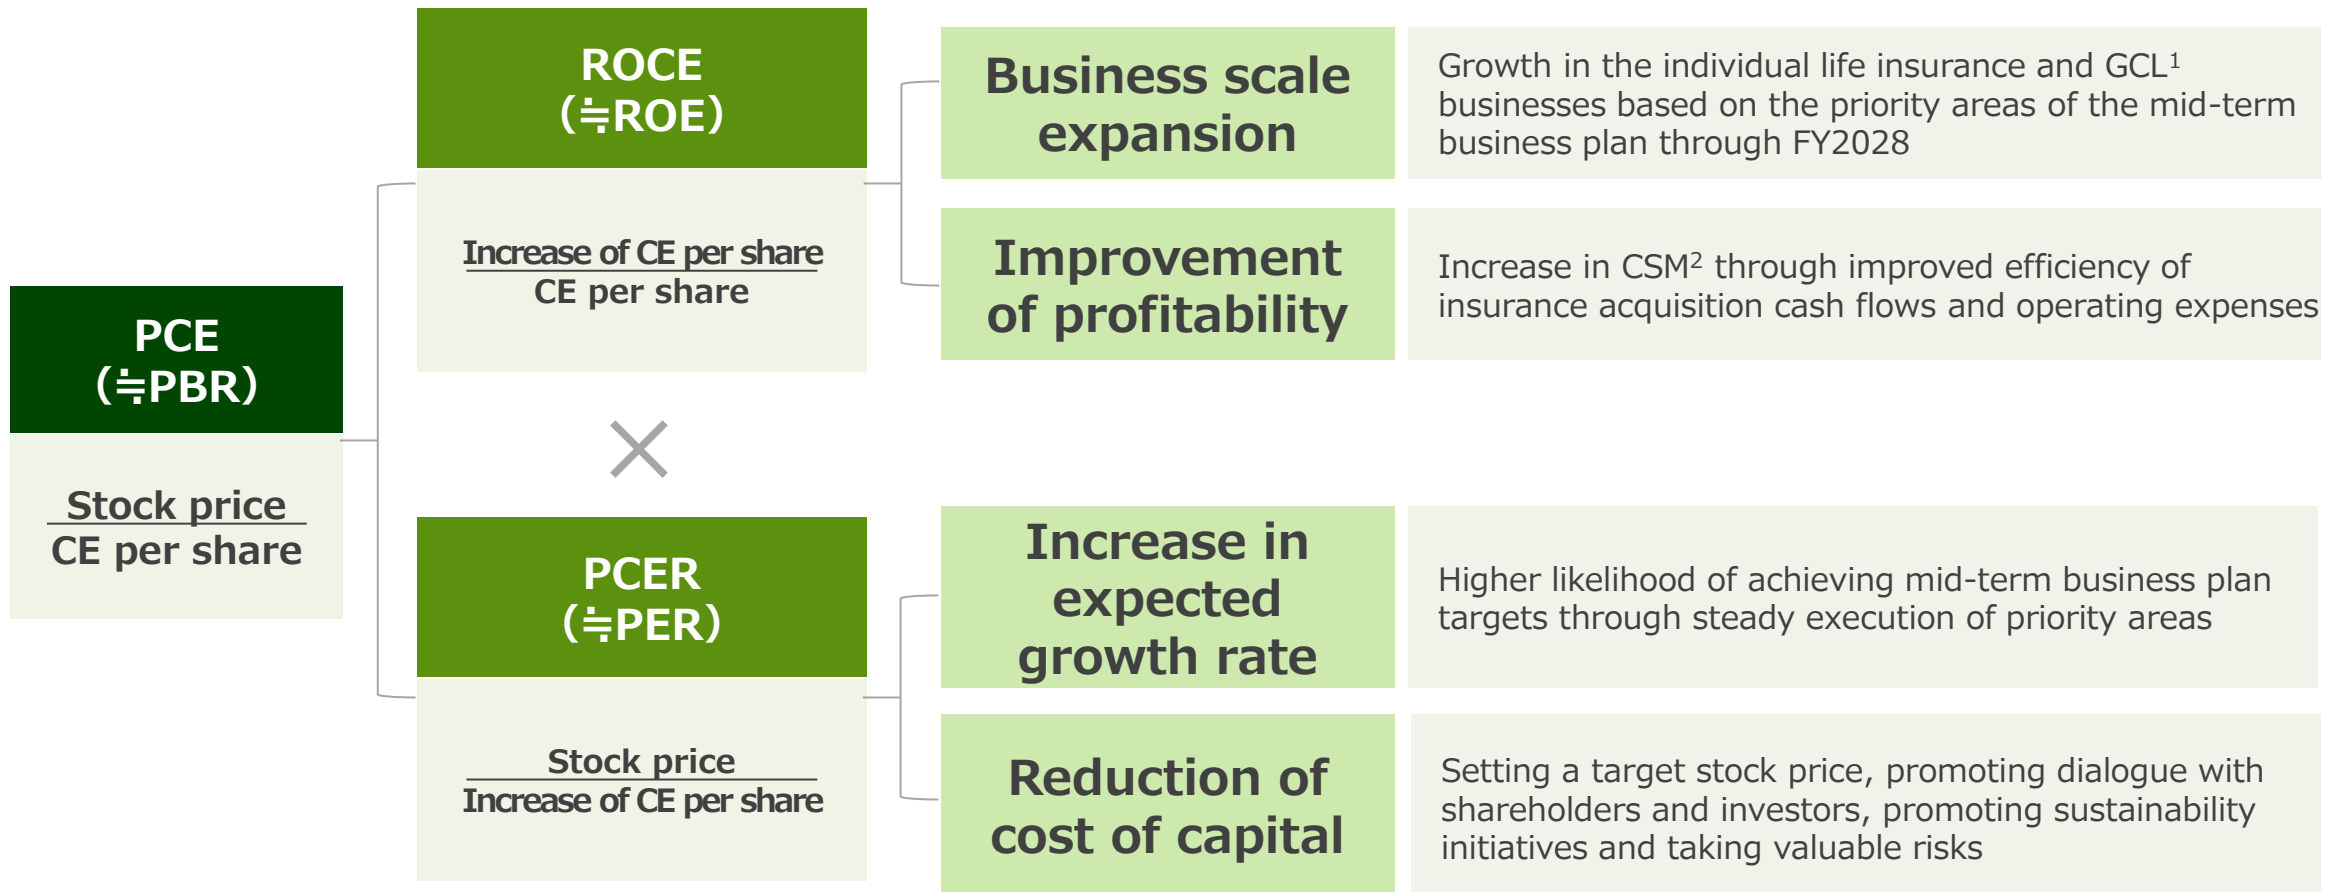 PCE
(≒PBR)
Stock price
CE per share
ROCE
(≒ROE)
Increase of CE per share
CE per share
×
PCER
(≒PER)
Stock price
Increase of CE per share
Business scale
expansion
Growth in the individual life insurance and GCL¹
businesses based on the priority areas of the mid-term
business plan through FY2028
Improvement
of profitability
Increase in CSM² through improved efficiency of
insurance acquisition cash flows and operating expenses
Increase in
expected
growth rate
Higher likelihood of achieving mid-term business plan
targets through steady execution of priority areas
Reduction of
cost of capital
Setting a target stock price, promoting dialogue with
shareholders and investors, promoting sustainability
initiatives and taking valuable risks